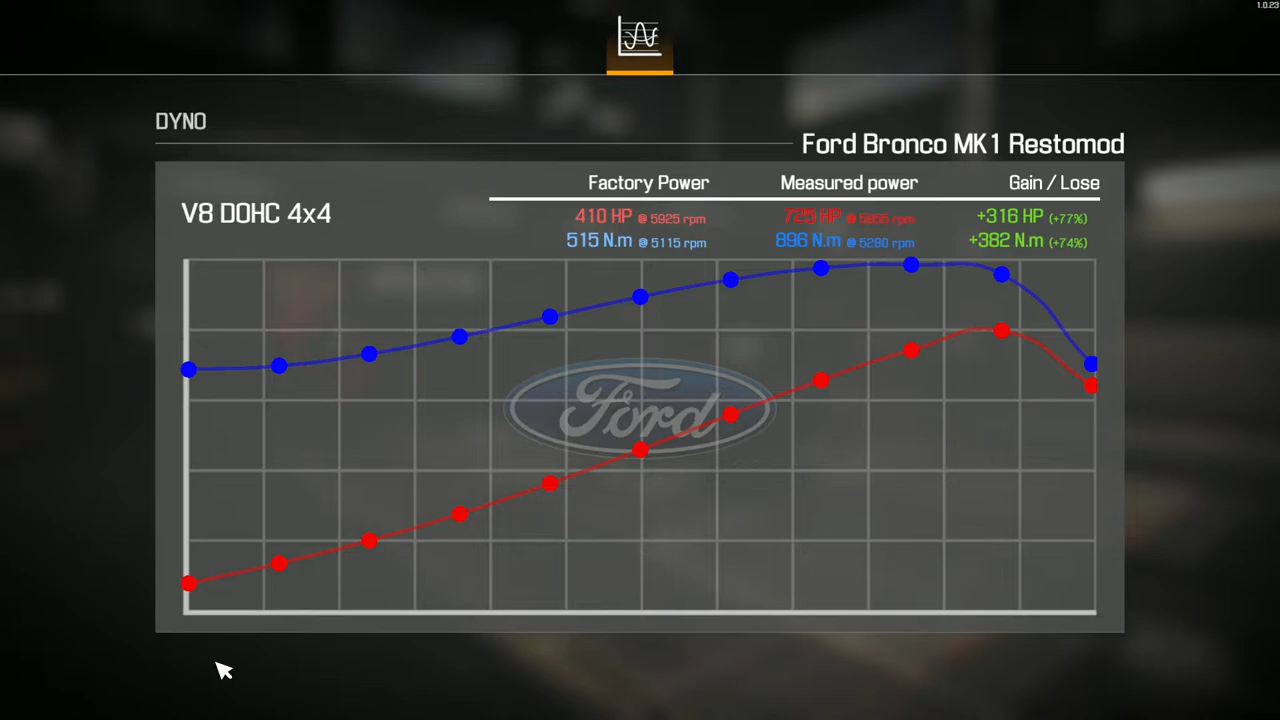 1.0.23
DYNO
Ford Bronco MK1 Restomod
Factory Power Measured power Gain / Lose
V8 DOHC 4x4
410 HP @ 5925 rpm 725 HP +316 HP (+77%)
515 N.m @ 5115 rpm 896 N.m @ 5280 rpm +382 N.m (+74%)
Ford